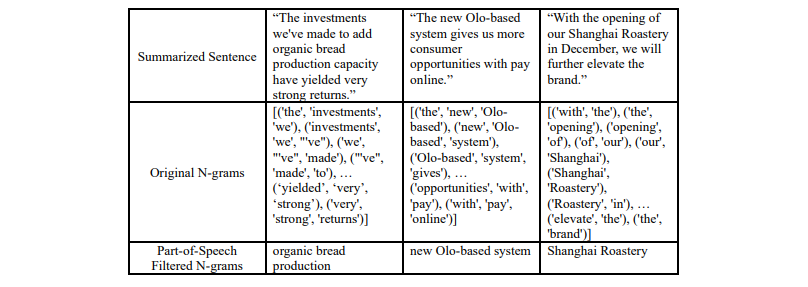 Summarized Sentence
“The investments
we've made to add
organic bread
production capacity
have yielded very
strong returns.”
“The new Olo-based
system gives us more
consumer
opportunities with pay
online.”
“With the opening of
our Shanghai Roastery
in December, we will
further elevate the
brand.”
Original N-grams
[('the', 'investments',
'we'), ('investments',
'we', "'ve"), ('we',
"'ve", 'made'), ("'ve",
'made', 'to'), …
(‘yielded’, ‘very’,
‘strong’), ('very',
'strong', 'returns')]
[('the', 'new', 'Olo-
based'), ('new', 'Olo-
based', 'system'),
('Olo-based', 'system',
'gives'), …
('opportunities', 'with',
'pay'), ('with', 'pay',
'online')]
[('with', 'the'), ('the',
'opening'), ('opening',
'of'), ('of', 'our'), ('our',
'Shanghai'),
('Shanghai',
'Roastery'),
('Roastery', 'in'), …
('elevate', 'the'), ('the',
'brand')]
Part-of-Speech
Filtered N-grams
organic bread
production
new Olo-based system
Shanghai Roastery